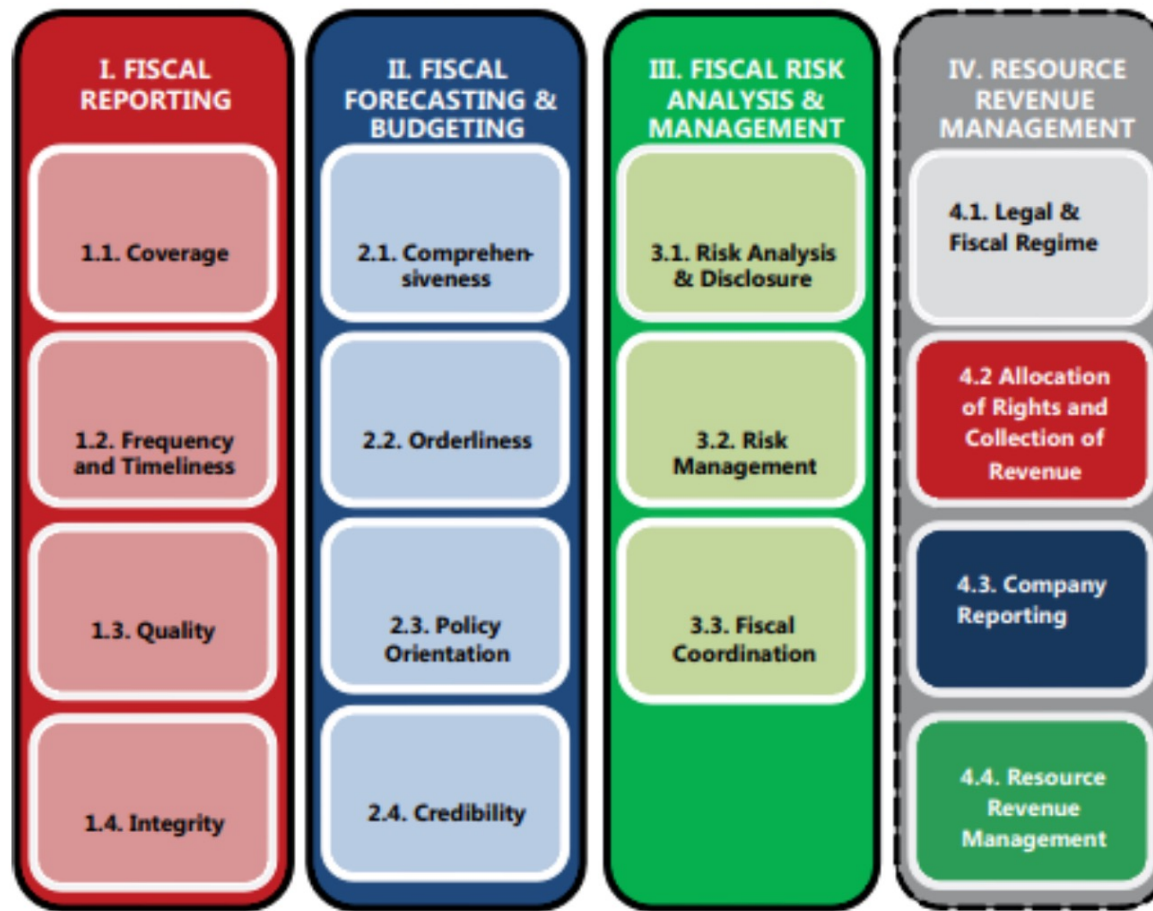 I. FISCAL
REPORTING
1.1. Coverage
1.2. Frequency
and Timeliness
1.3. Quality
1.4. Integrity
II. FISCAL
FORECASTING &
BUDGETING
2.1. Comprehen-
siveness
2.2. Orderliness
2.3. Policy
Orientation
2.4. Credibility
III. FISCAL RISK
ANALYSIS &
MANAGEMENT
3.1. Risk Analysis
& Disclosure
3.2. Risk
Management
3.3. Fiscal
Coordination
IV. RESOURCE
REVENUE
MANAGEMENT
4.1. Legal &
Fiscal Regime
4.2 Allocation
of Rights and
Collection of
Revenue
4.3. Company
Reporting
4.4. Resource
Revenue
Management